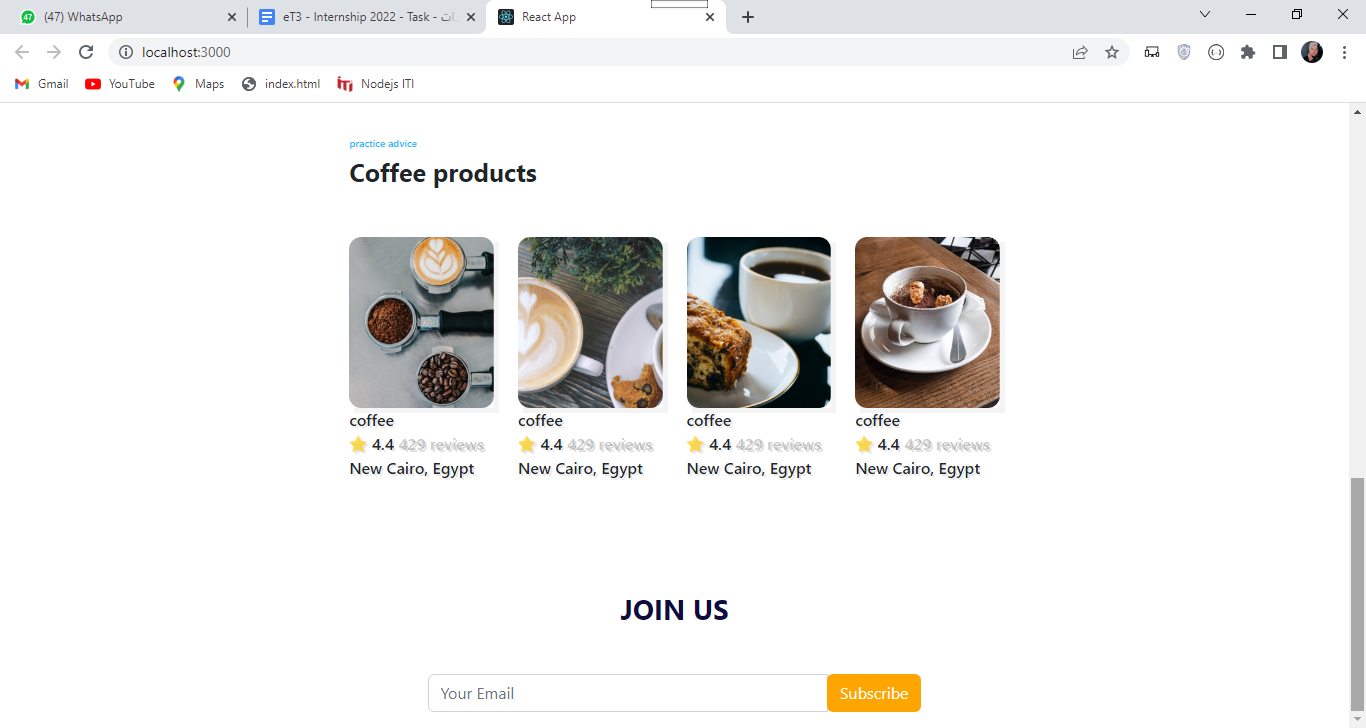 47 (47) WhatsApp
eT3 - Internship 2022 - Task - ات
React App
localhost:3000
Gmail YouTube Maps index.html iTi Nodejs ITI
practice advice
Coffee products
coffee coffee coffee coffee
4.4 429 reviews 4.4 429 reviews 4.4 429 reviews 4.4 429 reviews
New Cairo, Egypt New Cairo, Egypt New Cairo, Egypt New Cairo, Egypt
JOIN US
Your Email Subscribe